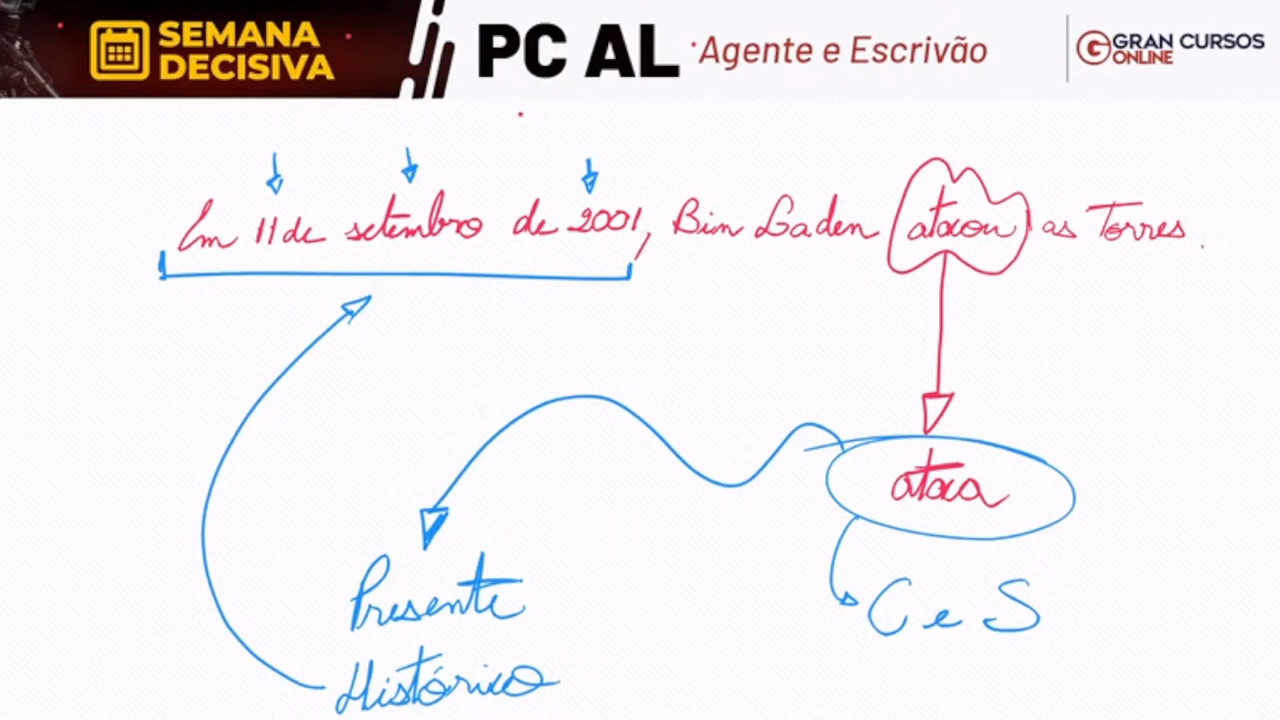 SEMANA
DECISIVA
PC AL Agente e Escrivão
GRAN CURSOS
ONLINE
Em 11 de setembro de 2001, Bin Laden atacou as Torres.
ataca
C e S
Presente
Histórico